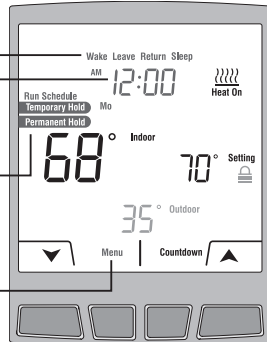 Wake Leave Return Sleep
AM 12:00
Heat On
Run Schedule
Temporary Hold Mo
Permanent Hold
68° Indoor
70° Setting
35° Outdoor
Menu Countdown